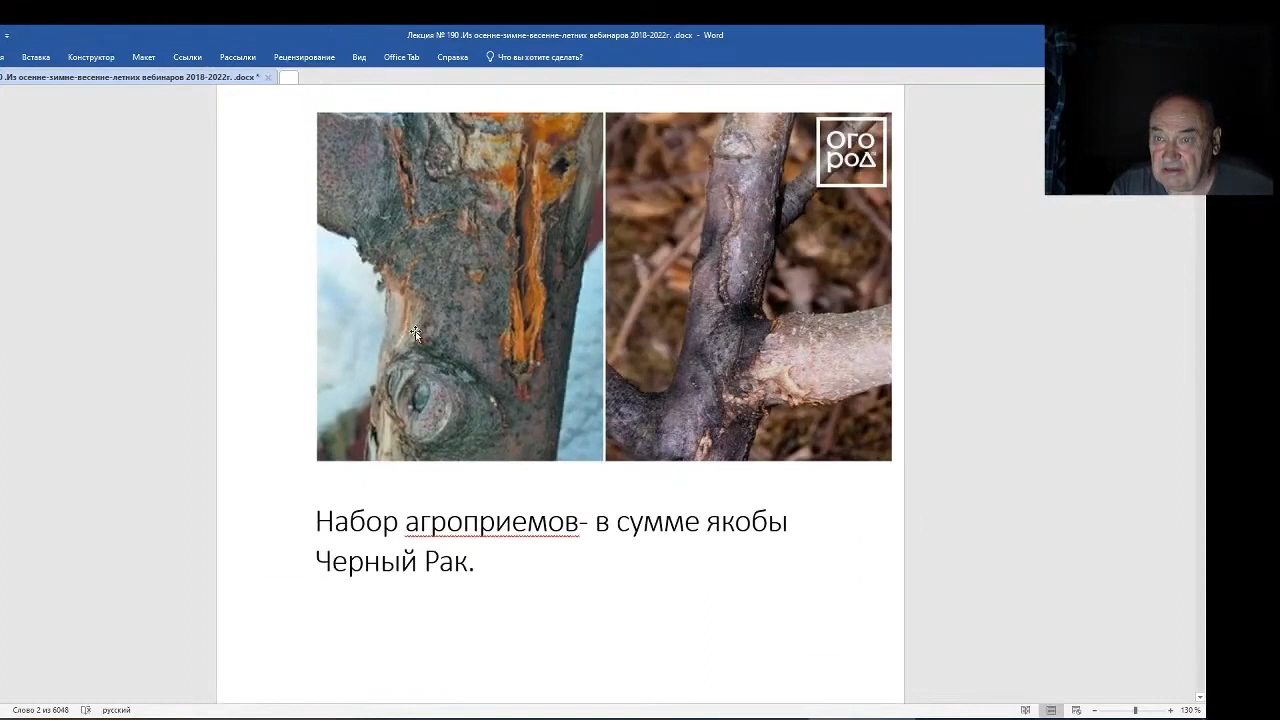 Лекция № 190 .Из осенне-зимне-весенне-летних вебинаров 2018-2022г. .docx - Word
Вставка Конструктор Макет Ссылки Рассылки Рецензирование Вид Office Tab Справка Что вы хотите сделать?
.Из осенне-зимне-весенне-летних вебинаров 2018-2022г. .docx *
Ого
род
Набор агроприемов- в сумме якобы
Черный Рак.
Слово 2 из 6048 русский 130 %